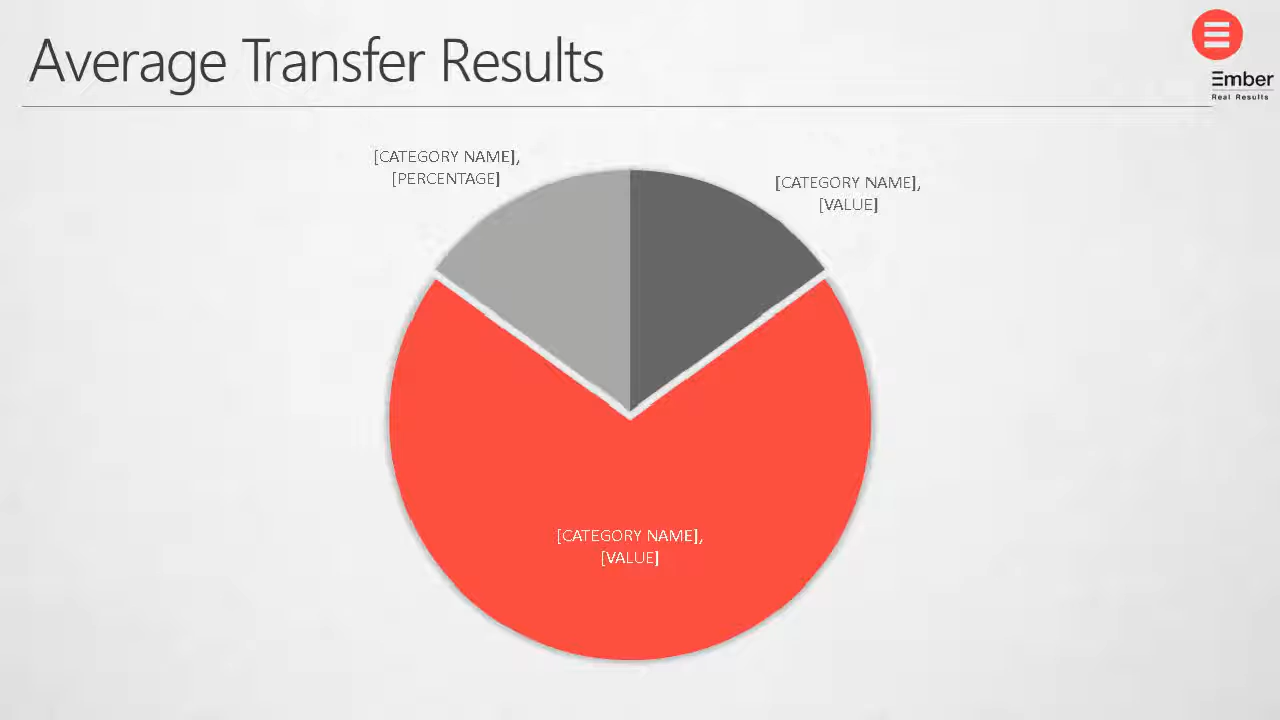 Average Transfer Results
Ember
Real Results
[CATEGORY NAME],
[PERCENTAGE]
[CATEGORY NAME],
[VALUE]
[CATEGORY NAME],
[VALUE]